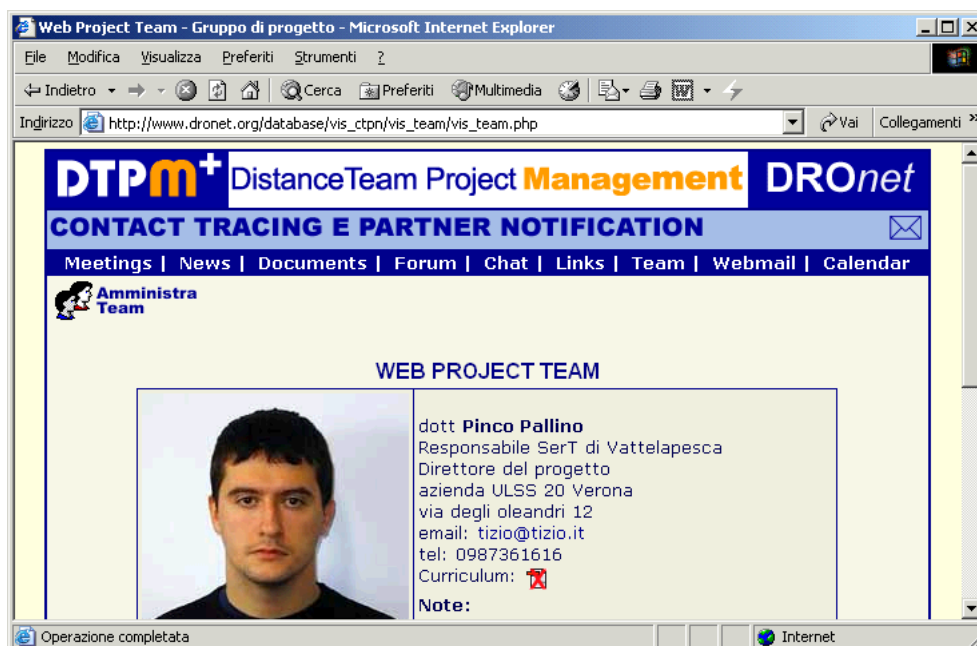 Web Project Team - Gruppo di progetto - Microsoft Internet Explorer
File Modifica Visualizza Preferiti Strumenti ?
Indietro Cerca Preferiti Multimedia
Indirizzo http://www.dronet.org/database/vis_ctpn/vis_team/vis_team.php Vai Collegamenti »
DTPM+ DistanceTeam Project Management DROnet
CONTACT TRACING E PARTNER NOTIFICATION
Meetings | News | Documents | Forum | Chat | Links | Team | Webmail | Calendar
Amministra
Team
WEB PROJECT TEAM
dott Pinco Pallino
Responsabile SerT di Vattelapesca
Direttore del progetto
azienda ULSS 20 Verona
via degli oleandri 12
email: tizio@tizio.it
tel: 0987361616
Curriculum:
Note:
Operazione completata Internet